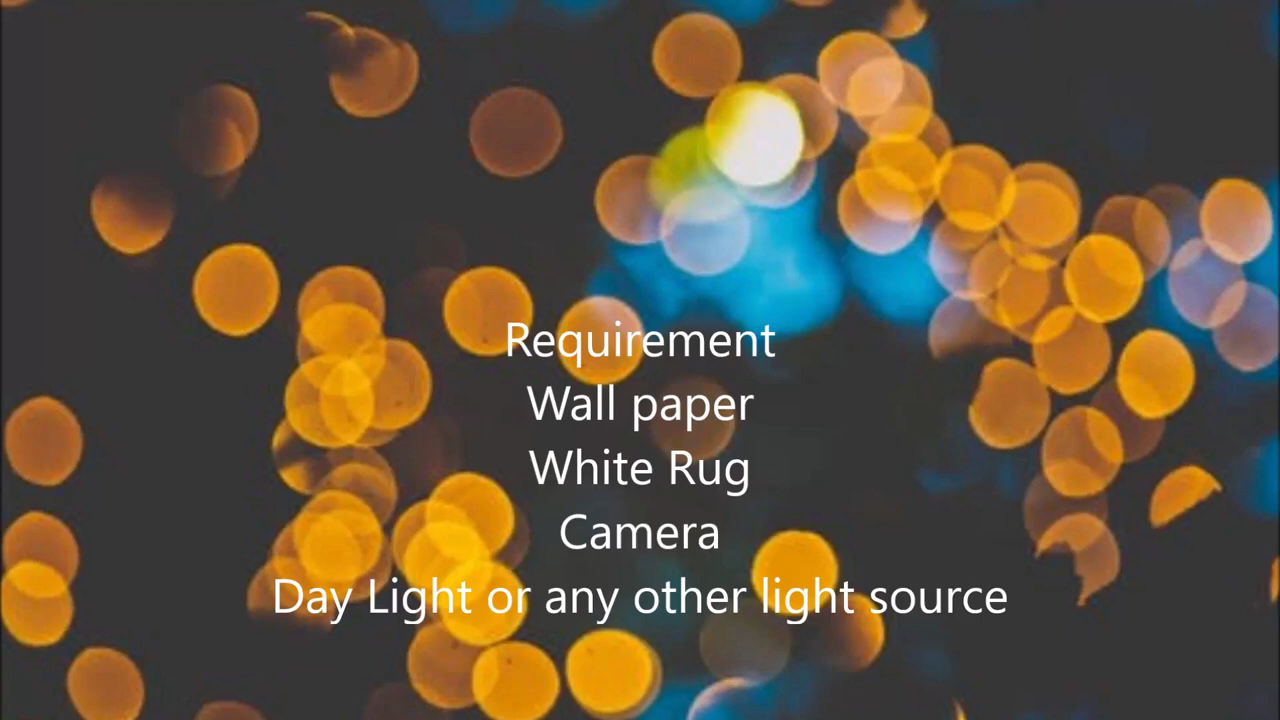 Requirement
Wall paper
White Rug
Camera
Day Light or any other light source